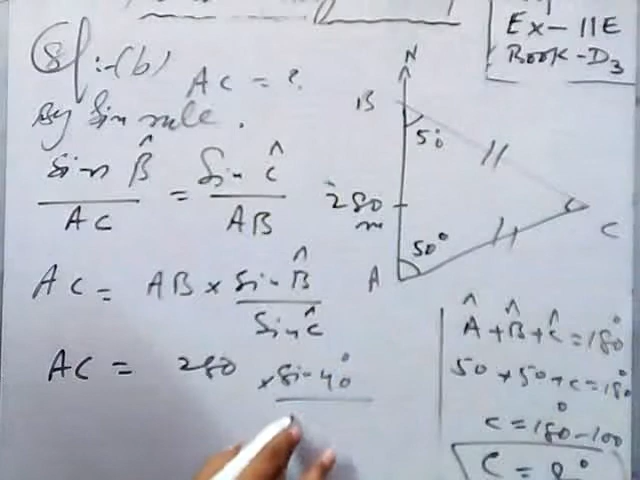 Ex-11E
Book-D3
Sol:-(b) AC = ?
By Sin rule.
Sin B̂ / AC = Sin Ĉ / AB
AC = AB × Sin B̂ / Sin Ĉ
AC = 280 × Sin 40°
N
B
50°
280
m
50°
A
C
Â + B̂ + Ĉ = 180°
50 + 50 + C = 180°
C = 180° - 100
C =